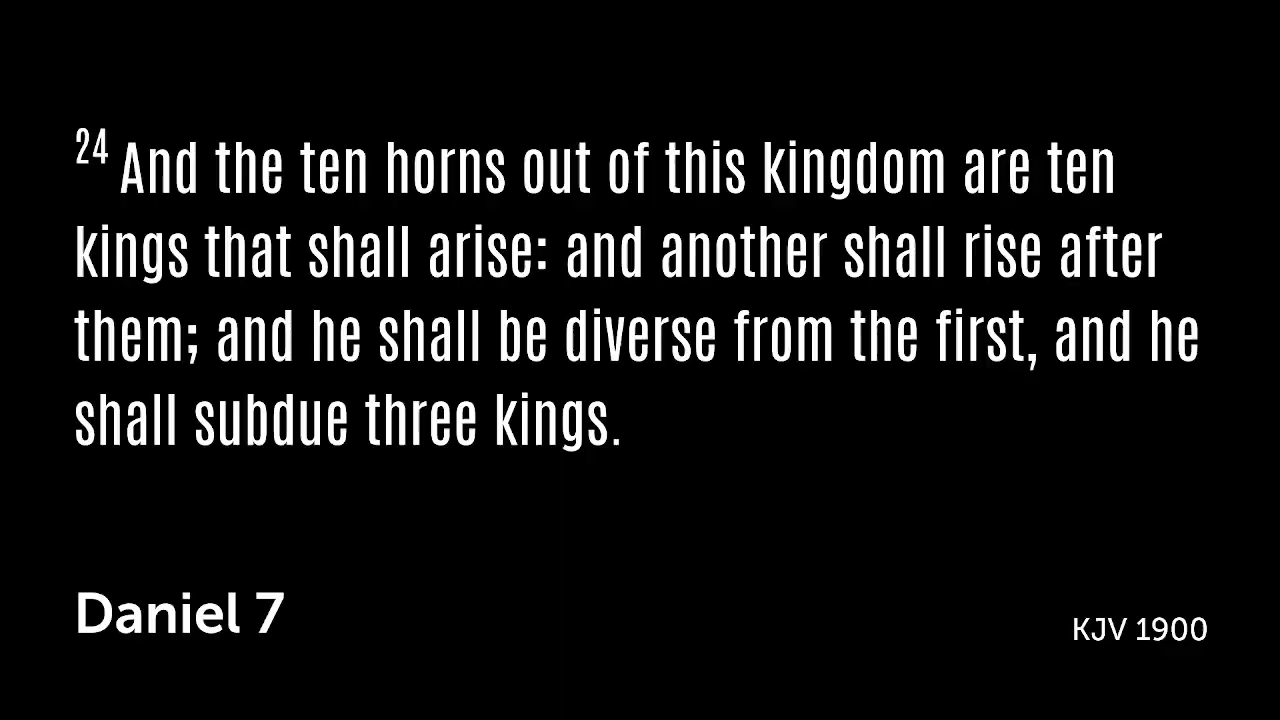 24 And the ten horns out of this kingdom are ten
kings that shall arise: and another shall rise after
them; and he shall be diverse from the first, and he
shall subdue three kings.
Daniel 7
KJV 1900